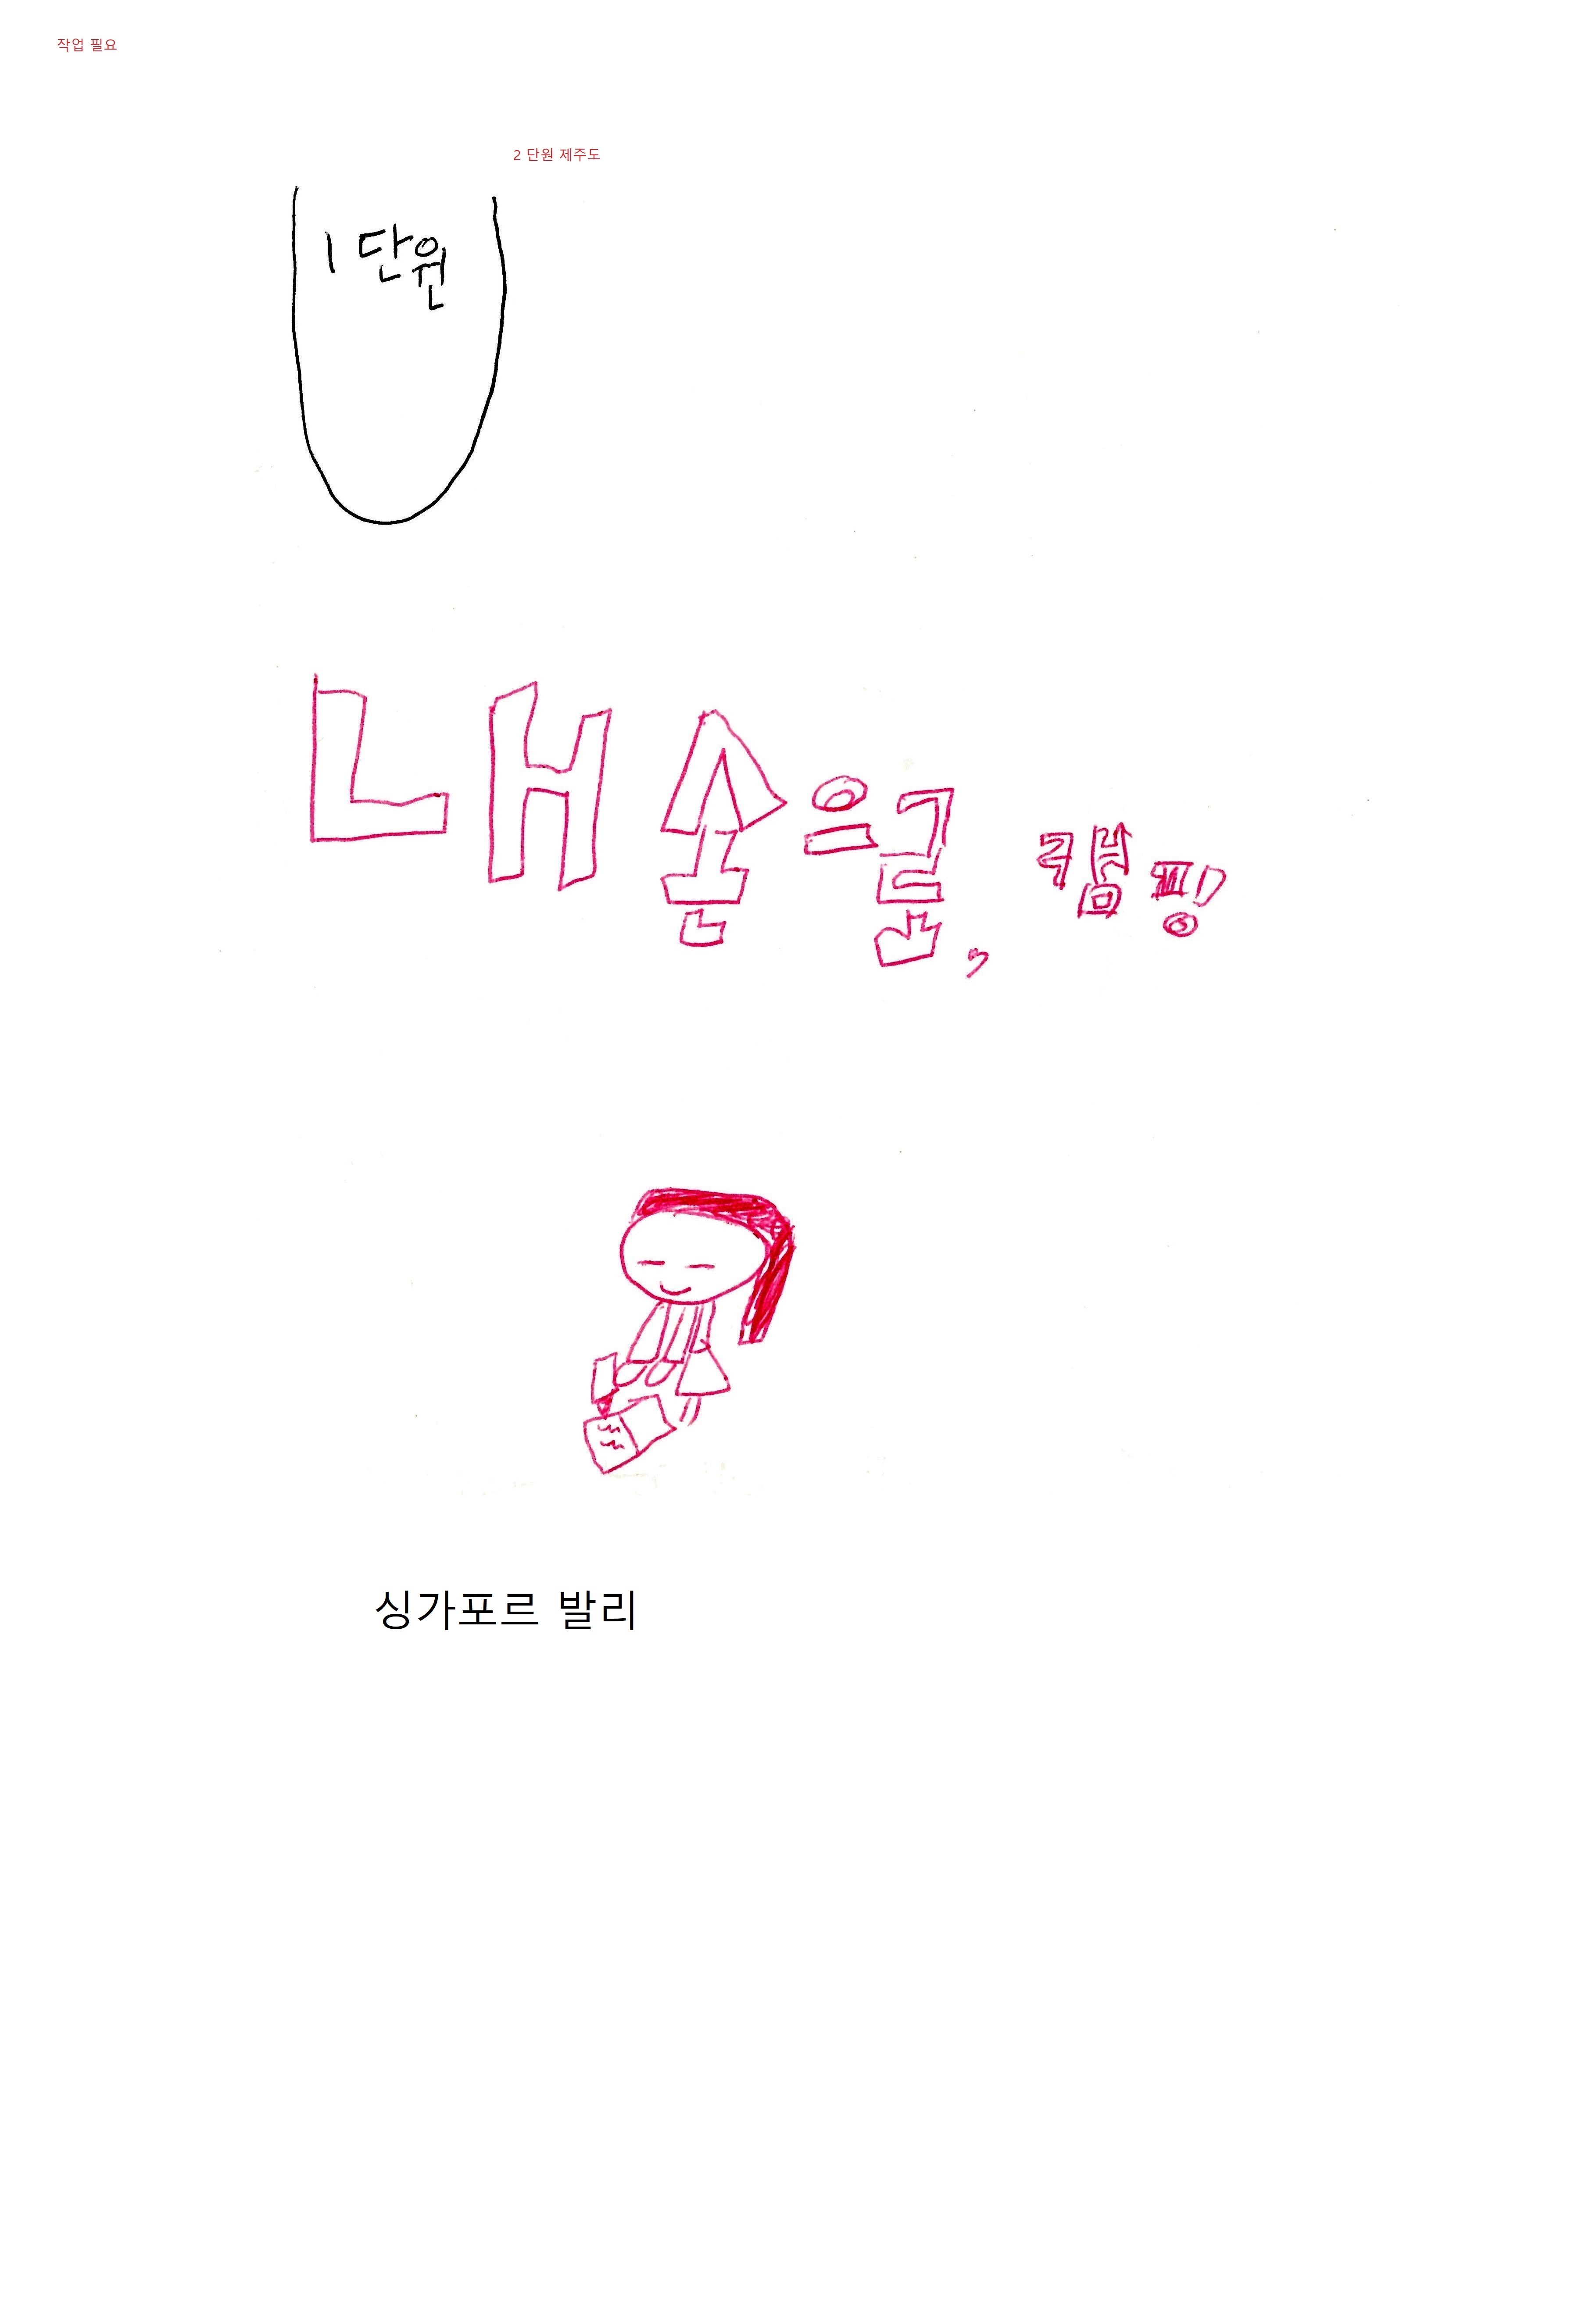 작업 필요
2 단원 제주도
1 단원
내 손으로, 캠핑
싱가포르 발리